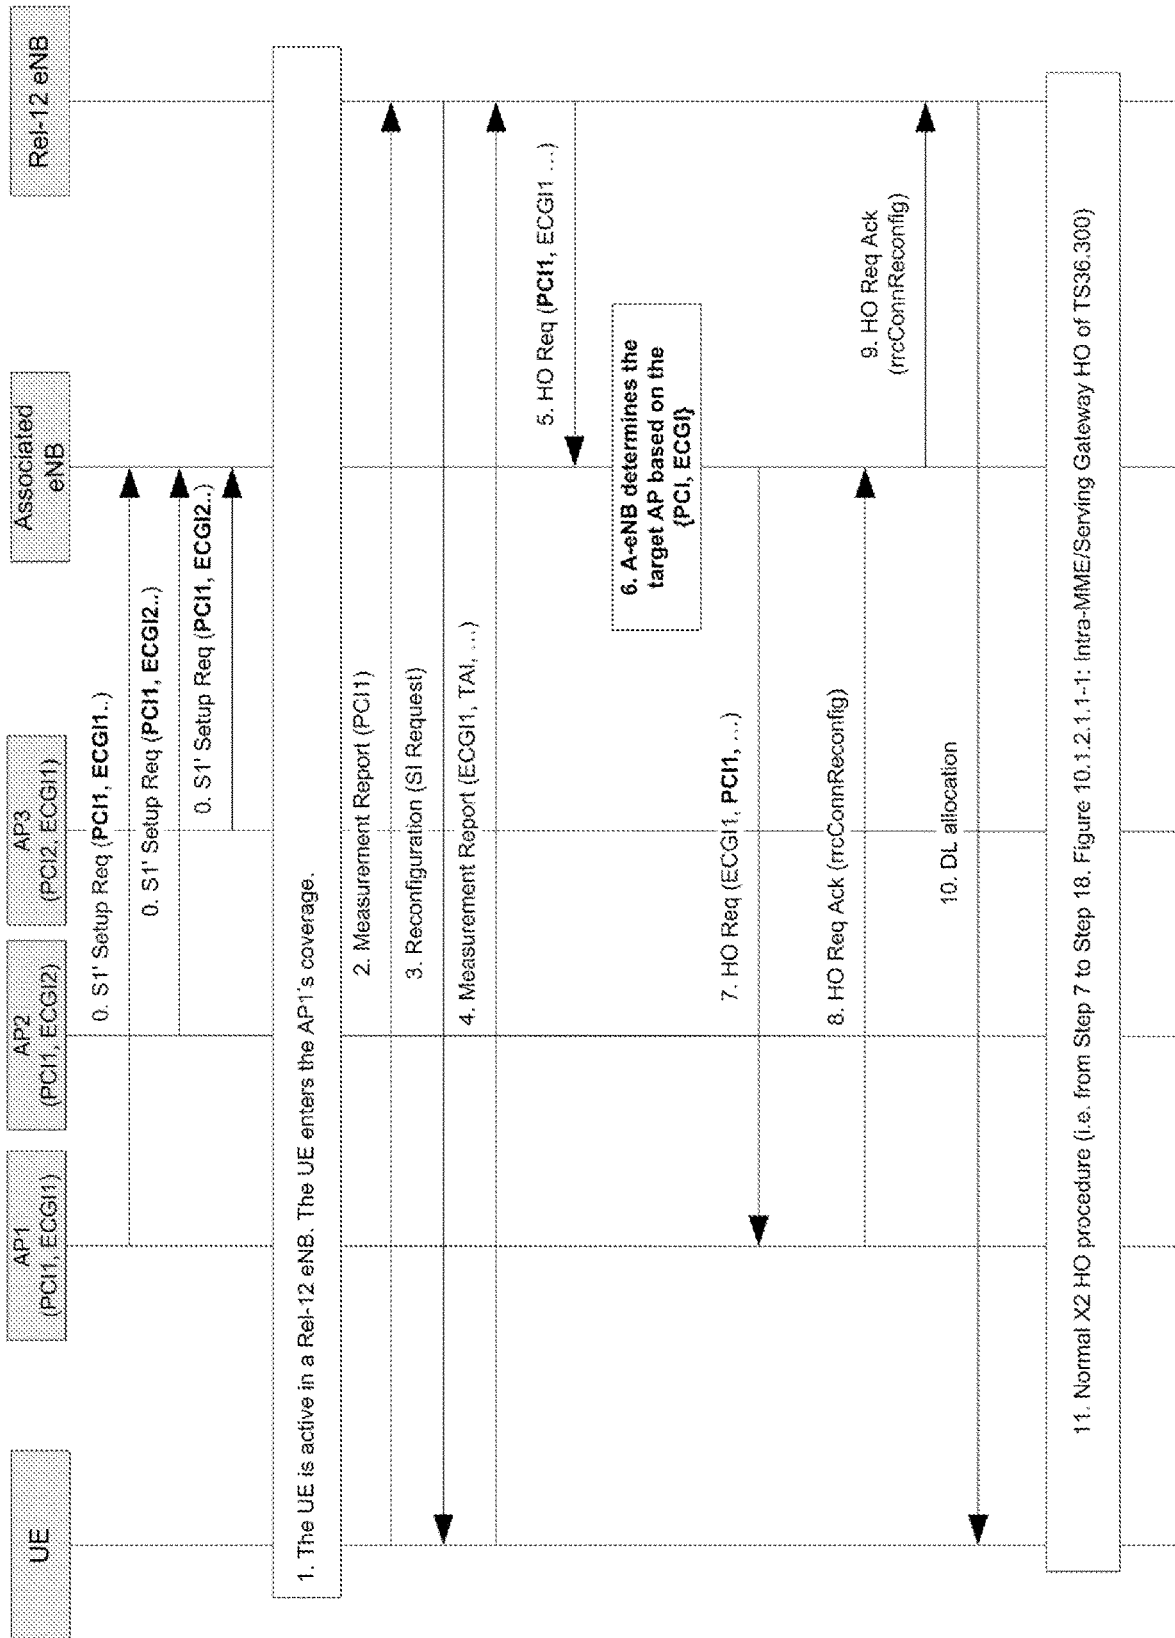 UE
AP1
(PCI1, ECGI1)
AP2
(PCI1, ECGI2)
AP3
(PCI2, ECGI1)
Associated
eNB
Rel-12 eNB
0. S1' Setup Req (PCI1, ECGI1..)
0. S1' Setup Req (PCI1, ECGI2..)
0. S1' Setup Req (PCI1, ECGI2..)
1. The UE is active in a Rel-12 eNB. The UE enters the AP1's coverage.
2. Measurement Report (PCI1)
3. Reconfiguration (SI Request)
4. Measurement Report (ECGI1, TAI, ...)
5. HO Req (PCI1, ECGI1 ...)
6. A-eNB determines the
target AP based on the
{PCI, ECGI}
7. HO Req (ECGI1, PCI1, ...)
8. HO Req Ack (rrcConnReconfig)
9. HO Req Ack
(rrcConnReconfig)
10. DL allocation
11. Normal X2 HO procedure (i.e. from Step 7 to Step 18. Figure 10.1.2.1.1-1: Intra-MME/Serving Gateway HO of TS36.300)